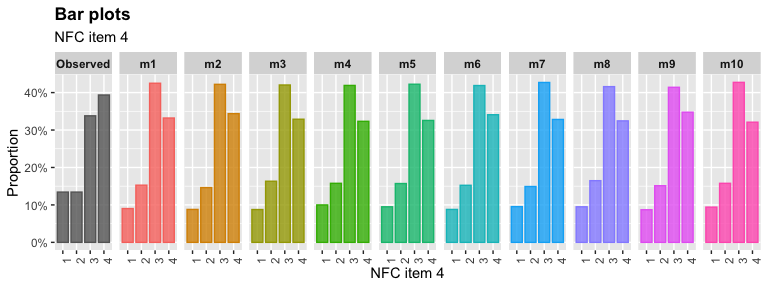 Bar plots
NFC item 4
Observed m1 m2 m3 m4 m5 m6 m7 m8 m9 m10
40%
30%
20%
10%
0%
Proportion
1 2 3 4 1 2 3 4 1 2 3 4 1 2 3 4 1 2 3 4 1 2 3 4 1 2 3 4 1 2 3 4 1 2 3 4 1 2 3 4 1 2 3 4
NFC item 4